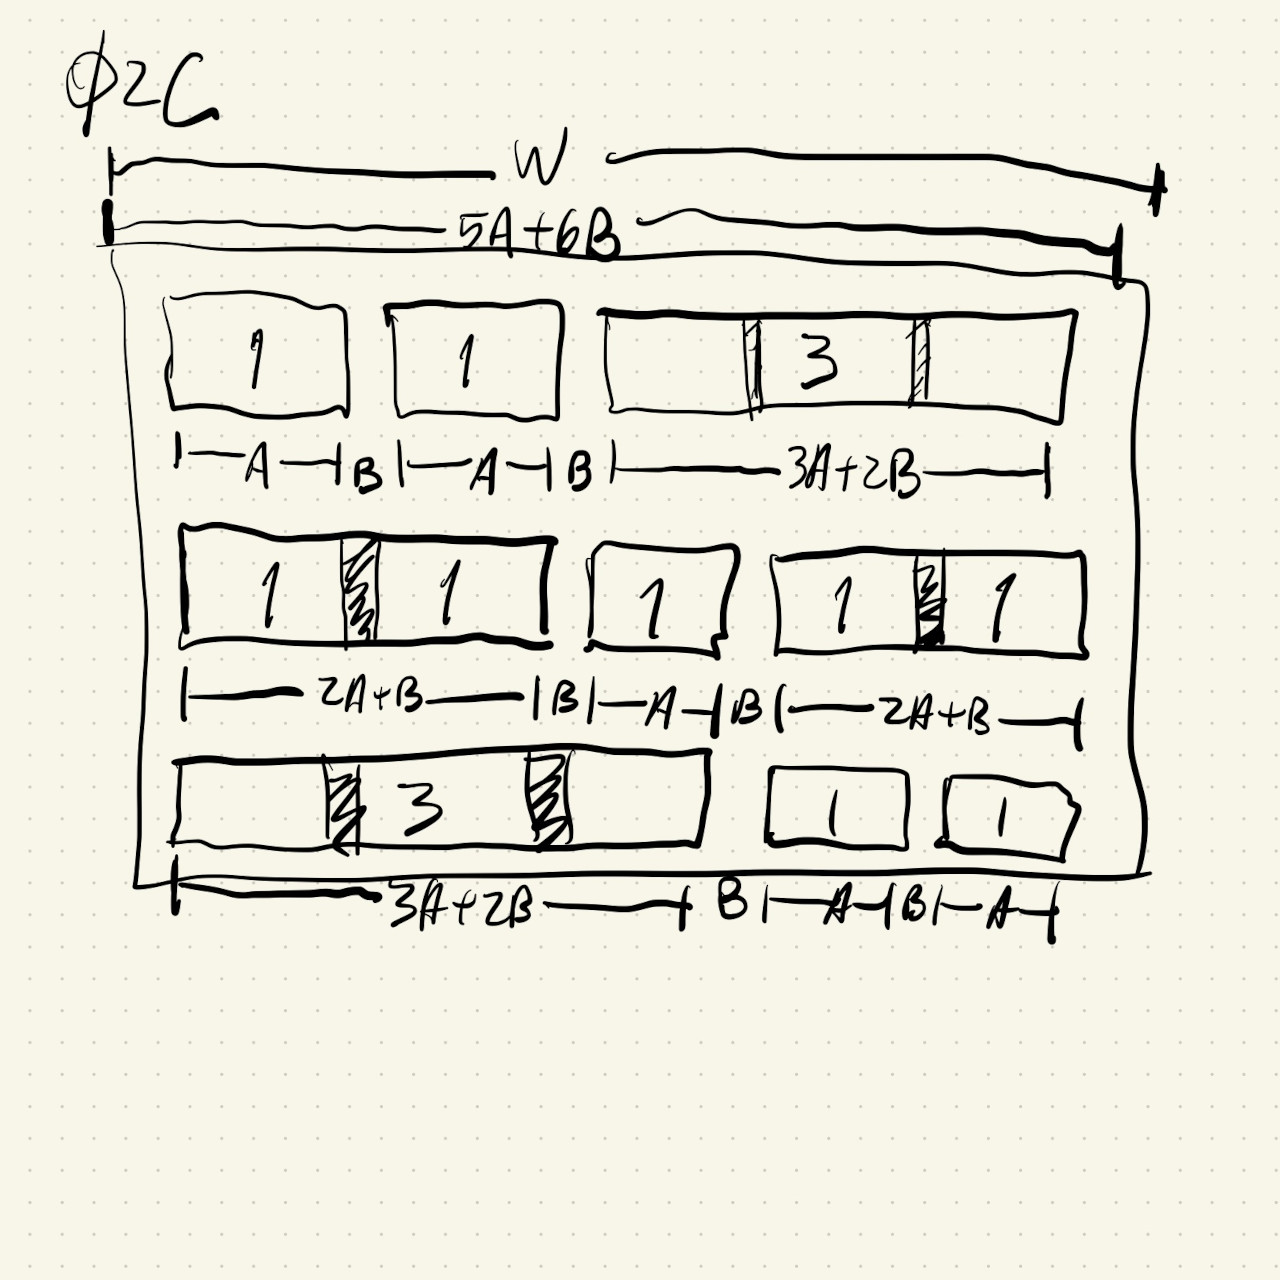 Φ2C
W
5A+6B
1 1 3
A B A B 3A+2B
1 1 1 1 1
2A+B B A B 2A+B
3 1 1
3A+2B B A B A